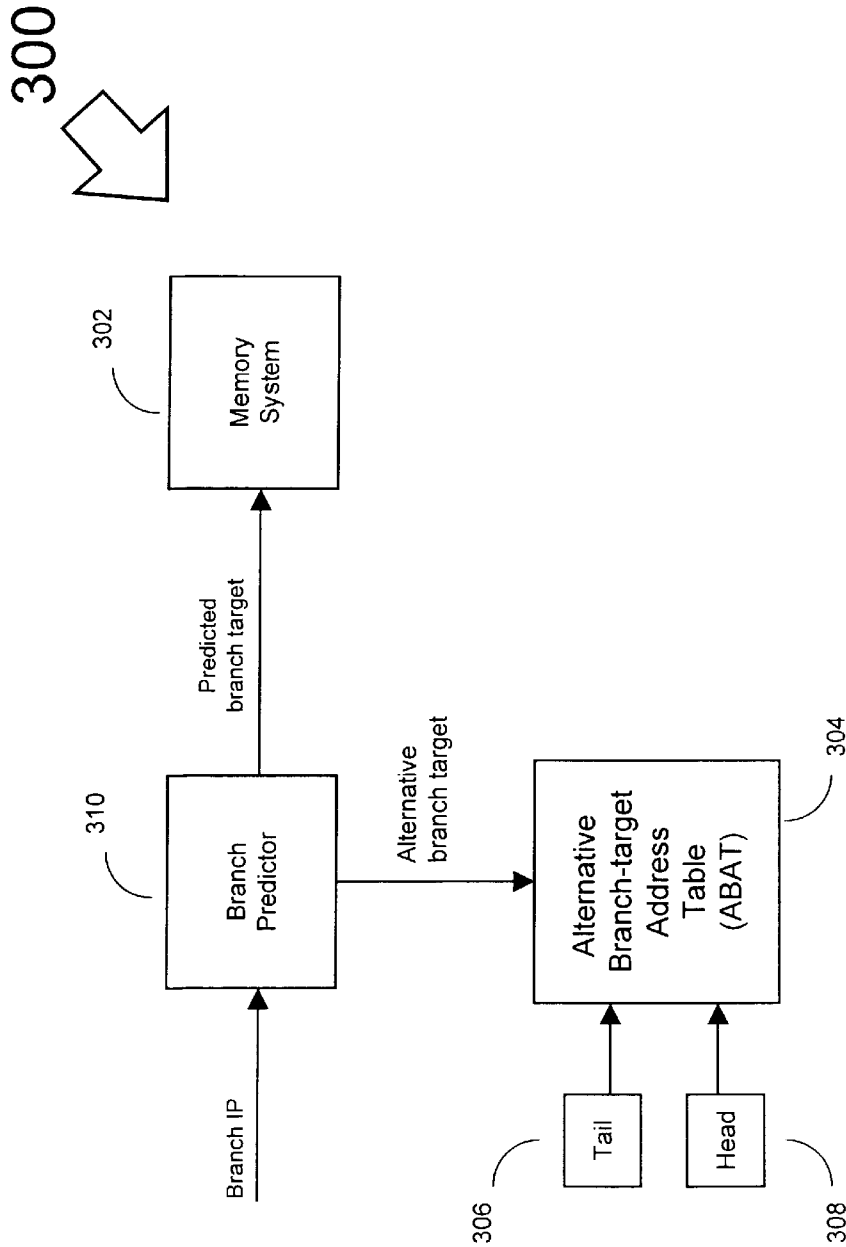 300
302
Memory
System
Predicted
branch target
310
Branch
Predictor
Branch IP
Alternative
branch target
304
Alternative
Branch-target
Address
Table
(ABAT)
306
Tail
Head
308